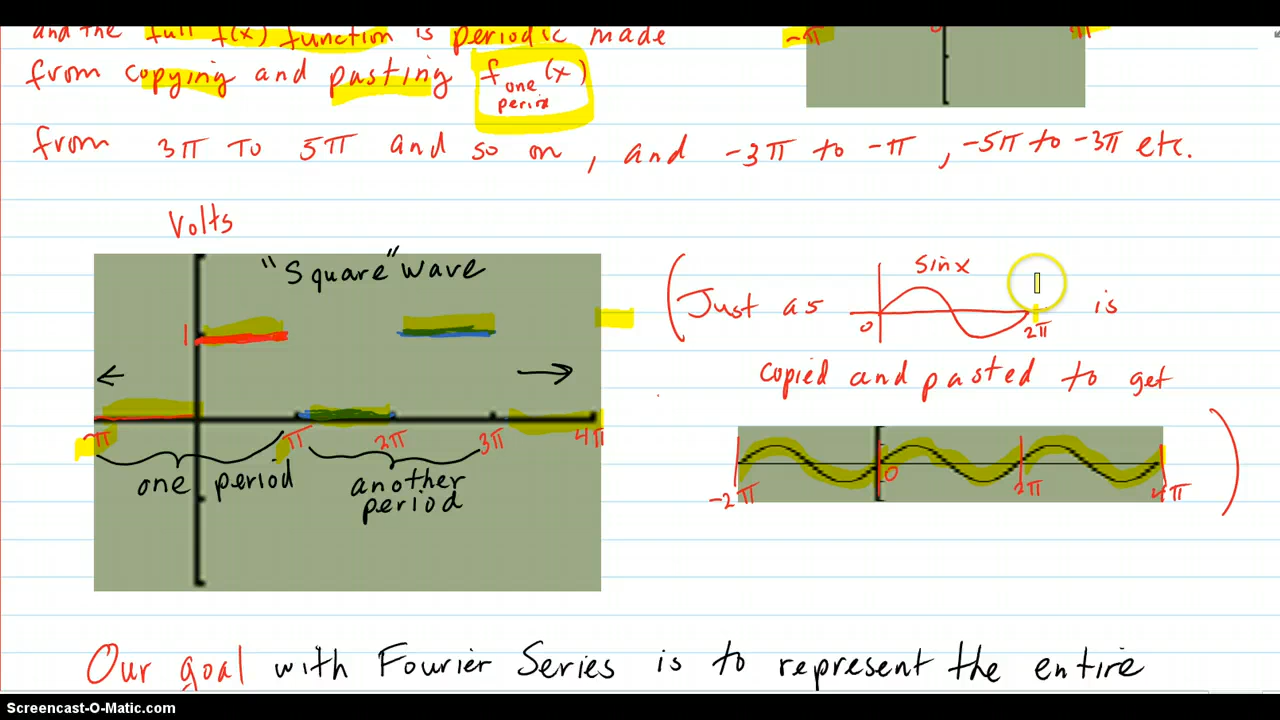 and the full f(x) function is periodic made
from copying and pasting f one period (x)
from 3π to 5π and so on, and -3π to -π, -5π to -3π etc.
-π
0
π
Volts
"Square" wave
1
-π
π
2π
3π
4π
one period
another
period
(Just as
sinx
0
2π
is
copied and pasted to get
-2π
0
2π
4π
)
Our goal with Fourier Series is to represent the entire
Screencast-O-Matic.com